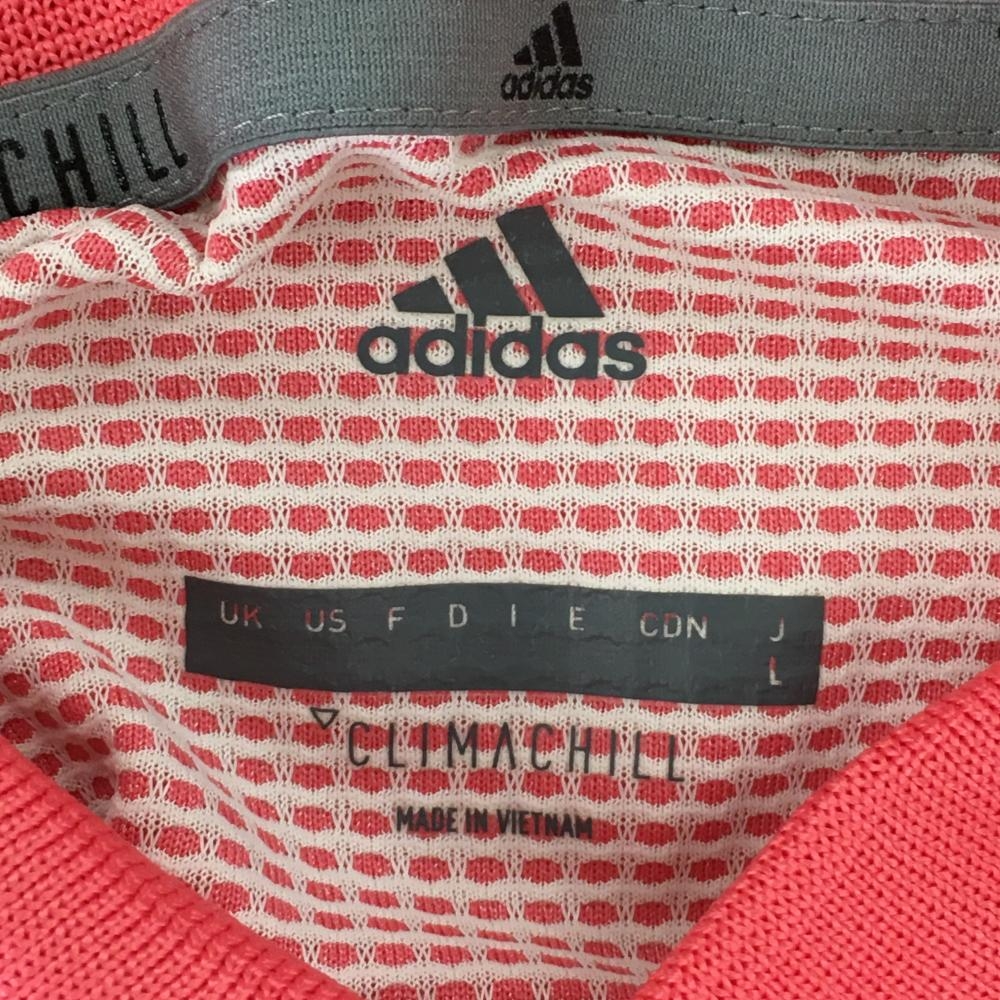 adidas
CHILL
adidas
UK US F D I E CDN J
L
CLIMACHILL
MADE IN VIETNAM